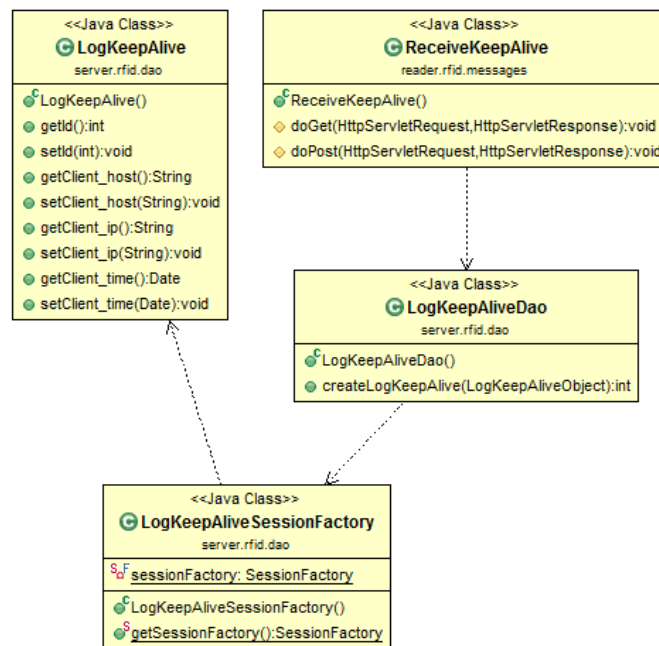 <<Java Class>>
LogKeepAlive
server.rfid.dao
LogKeepAlive()
getId():int
setId(int):void
getClient_host():String
setClient_host(String):void
getClient_ip():String
setClient_ip(String):void
getClient_time():Date
setClient_time(Date):void
<<Java Class>>
ReceiveKeepAlive
reader.rfid.messages
ReceiveKeepAlive()
doGet(HttpServletRequest,HttpServletResponse):void
doPost(HttpServletRequest,HttpServletResponse):void
<<Java Class>>
LogKeepAliveDao
server.rfid.dao
LogKeepAliveDao()
createLogKeepAlive(LogKeepAliveObject):int
<<Java Class>>
LogKeepAliveSessionFactory
server.rfid.dao
sessionFactory: SessionFactory
LogKeepAliveSessionFactory()
getSessionFactory():SessionFactory